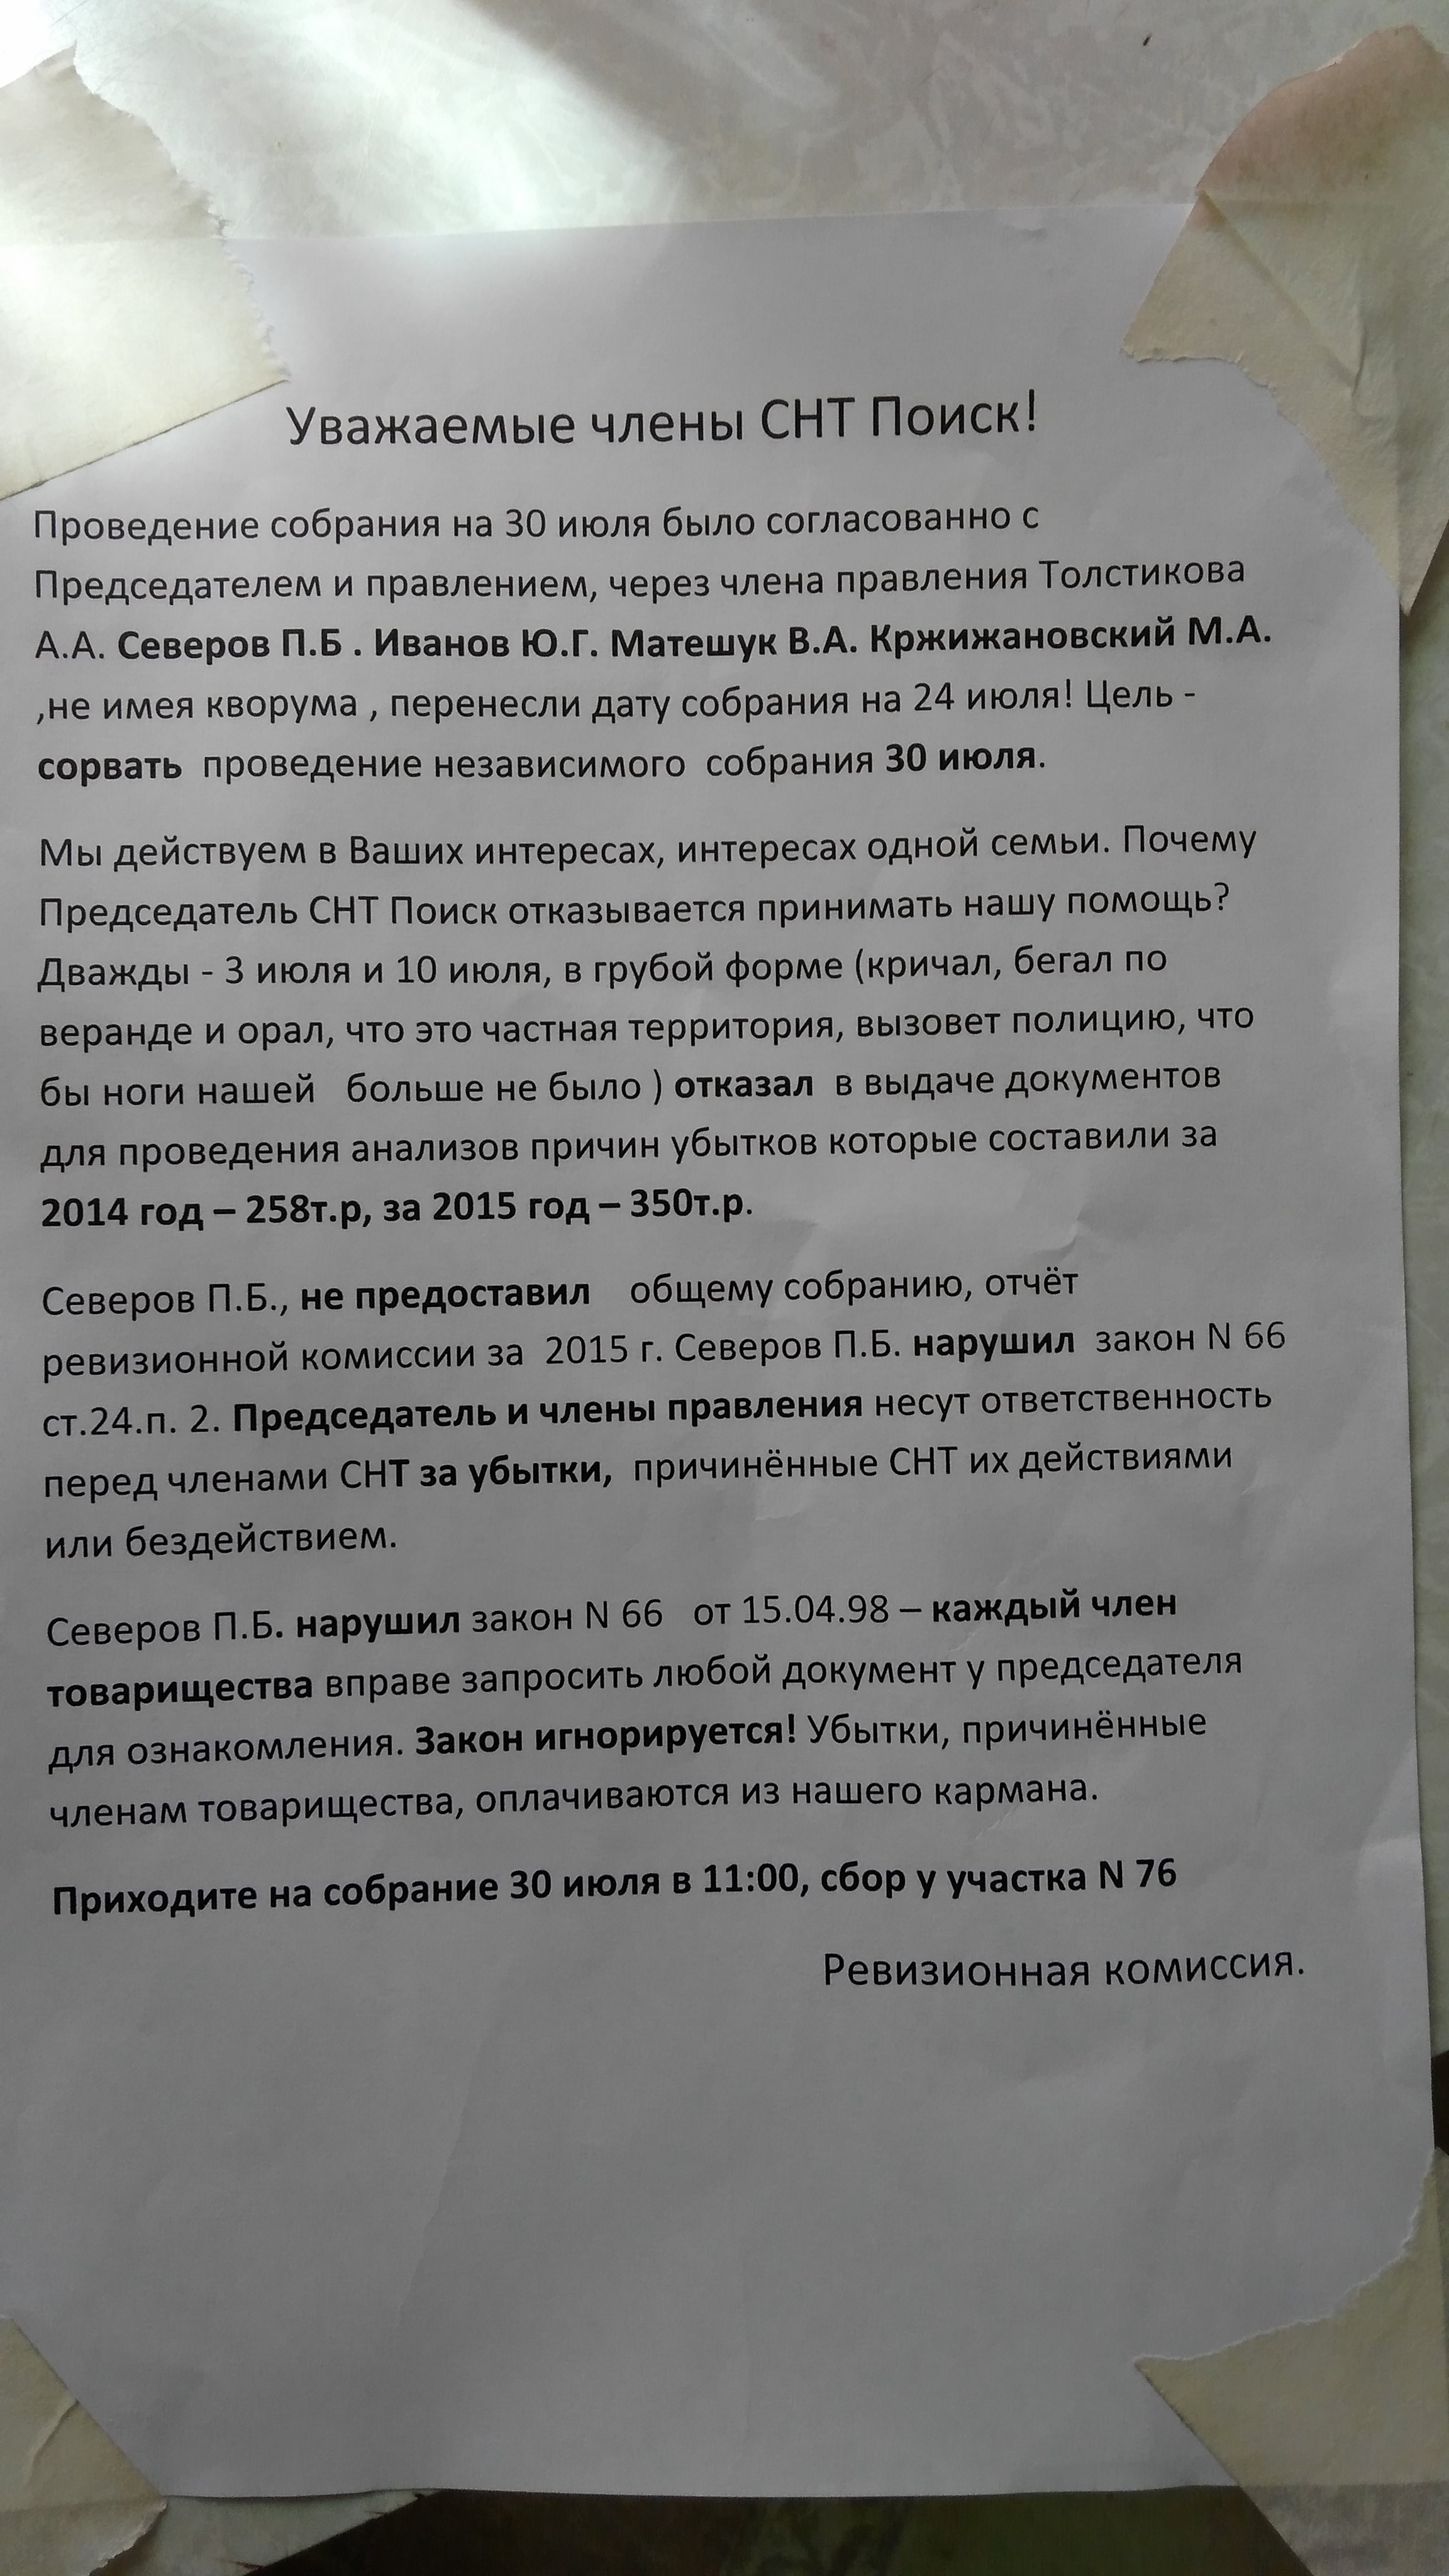 Уважаемые члены СНТ Поиск!
Проведение собрания на 30 июля было согласованно с
Председателем и правлением, через члена правления Толстикова
А.А. Северов П.Б . Иванов Ю.Г. Матешук В.А. Кржижановский М.А.
,не имея кворума , перенесли дату собрания на 24 июля! Цель -
сорвать проведение независимого собрания 30 июля.
Мы действуем в Ваших интересах, интересах одной семьи. Почему
Председатель СНТ Поиск отказывается принимать нашу помощь?
Дважды - 3 июля и 10 июля, в грубой форме (кричал, бегал по
веранде и орал, что это частная территория, вызовет полицию, что
бы ноги нашей больше не было ) отказал в выдаче документов
для проведения анализов причин убытков которые составили за
2014 год – 258т.р, за 2015 год – 350т.р.
Северов П.Б., не предоставил общему собранию, отчёт
ревизионной комиссии за 2015 г. Северов П.Б. нарушил закон N 66
ст.24.п. 2. Председатель и члены правления несут ответственность
перед членами СНТ за убытки, причинённые СНТ их действиями
или бездействием.
Северов П.Б. нарушил закон N 66 от 15.04.98 – каждый член
товарищества вправе запросить любой документ у председателя
для ознакомления. Закон игнорируется! Убытки, причинённые
членам товарищества, оплачиваются из нашего кармана.
Приходите на собрание 30 июля в 11:00, сбор у участка N 76
Ревизионная комиссия.